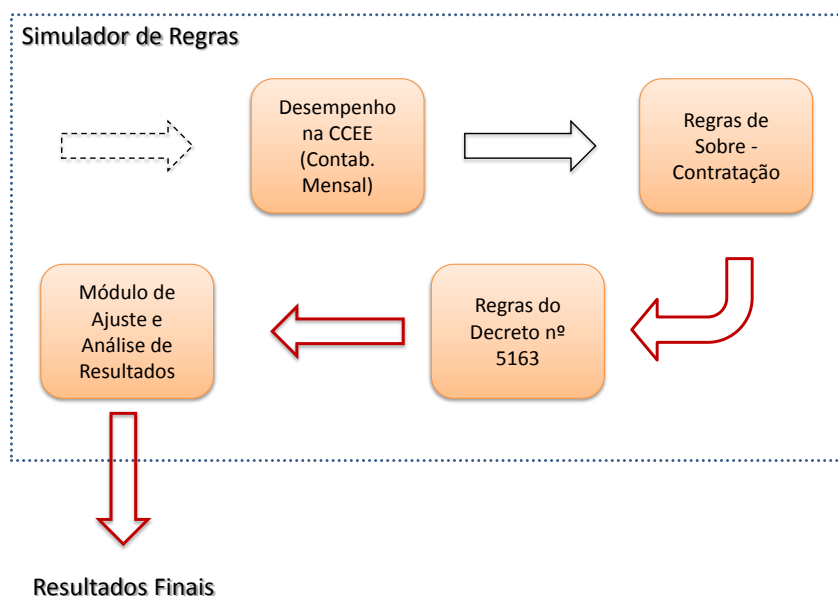 Simulador de Regras
Desempenho
na CCEE
(Contab.
Mensal)
Regras de
Sobre -
Contratação
Módulo de
Ajuste e
Análise de
Resultados
Regras do
Decreto nº
5163
Resultados Finais